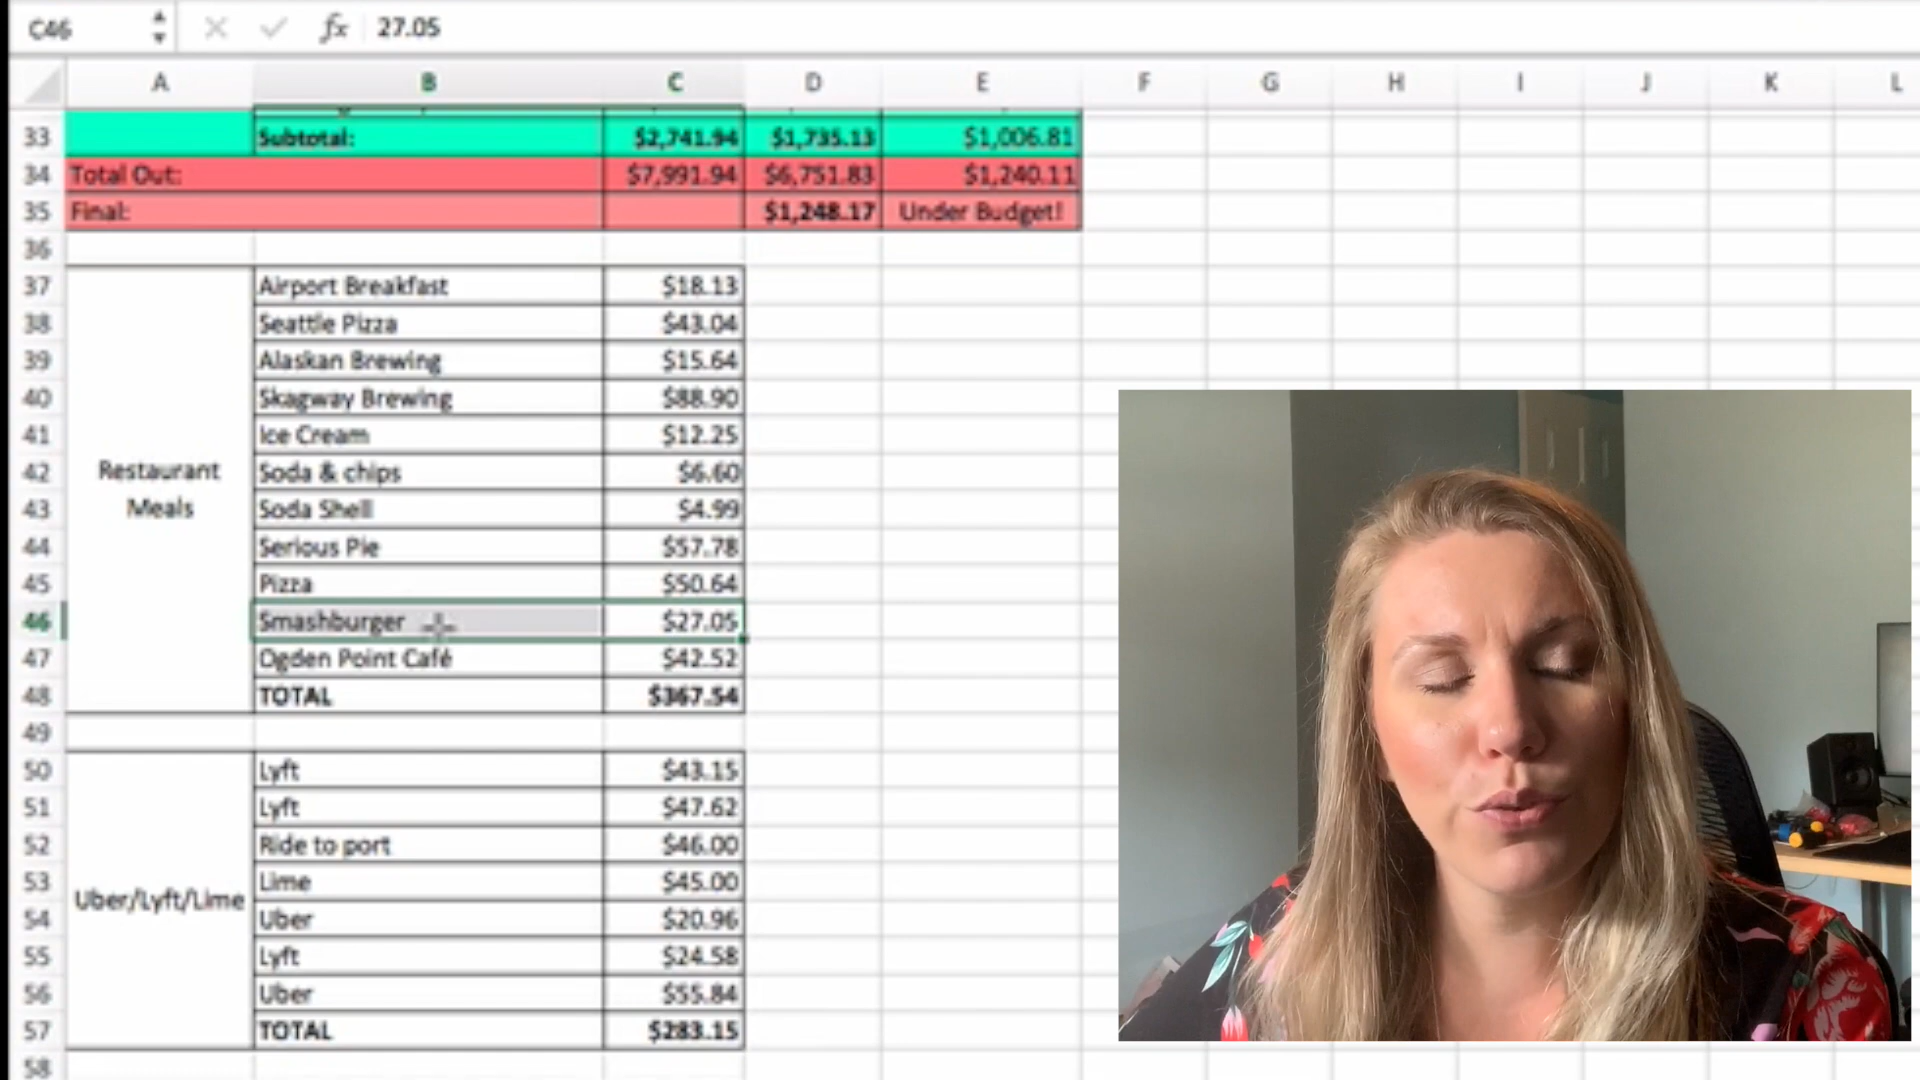 C46 fx 27.05
A B C D E F G H I J K L
33 Subtotal: $2,741.94 $1,735.13 $1,006.81
34 Total Out: $7,991.94 $6,751.83 $1,240.11
35 Final: $1,248.17 Under Budget!
36
37 Airport Breakfast $18.13
38 Seattle Pizza $43.04
39 Alaskan Brewing $15.64
40 Skagway Brewing $88.90
41 Ice Cream $12.25
Restaurant
Meals
42 Soda & chips $6.60
43 Soda Shell $4.99
44 Serious Pie $57.78
45 Pizza $50.64
46 Smashburger $27.05
47 Ogden Point Café $42.52
48 TOTAL $367.54
49
50 Lyft $43.15
51 Lyft $47.62
52 Ride to port $46.00
53 Lime $45.00
Uber/Lyft/Lime
54 Uber $20.96
55 Lyft $24.58
56 Uber $55.84
57 TOTAL $283.15
58